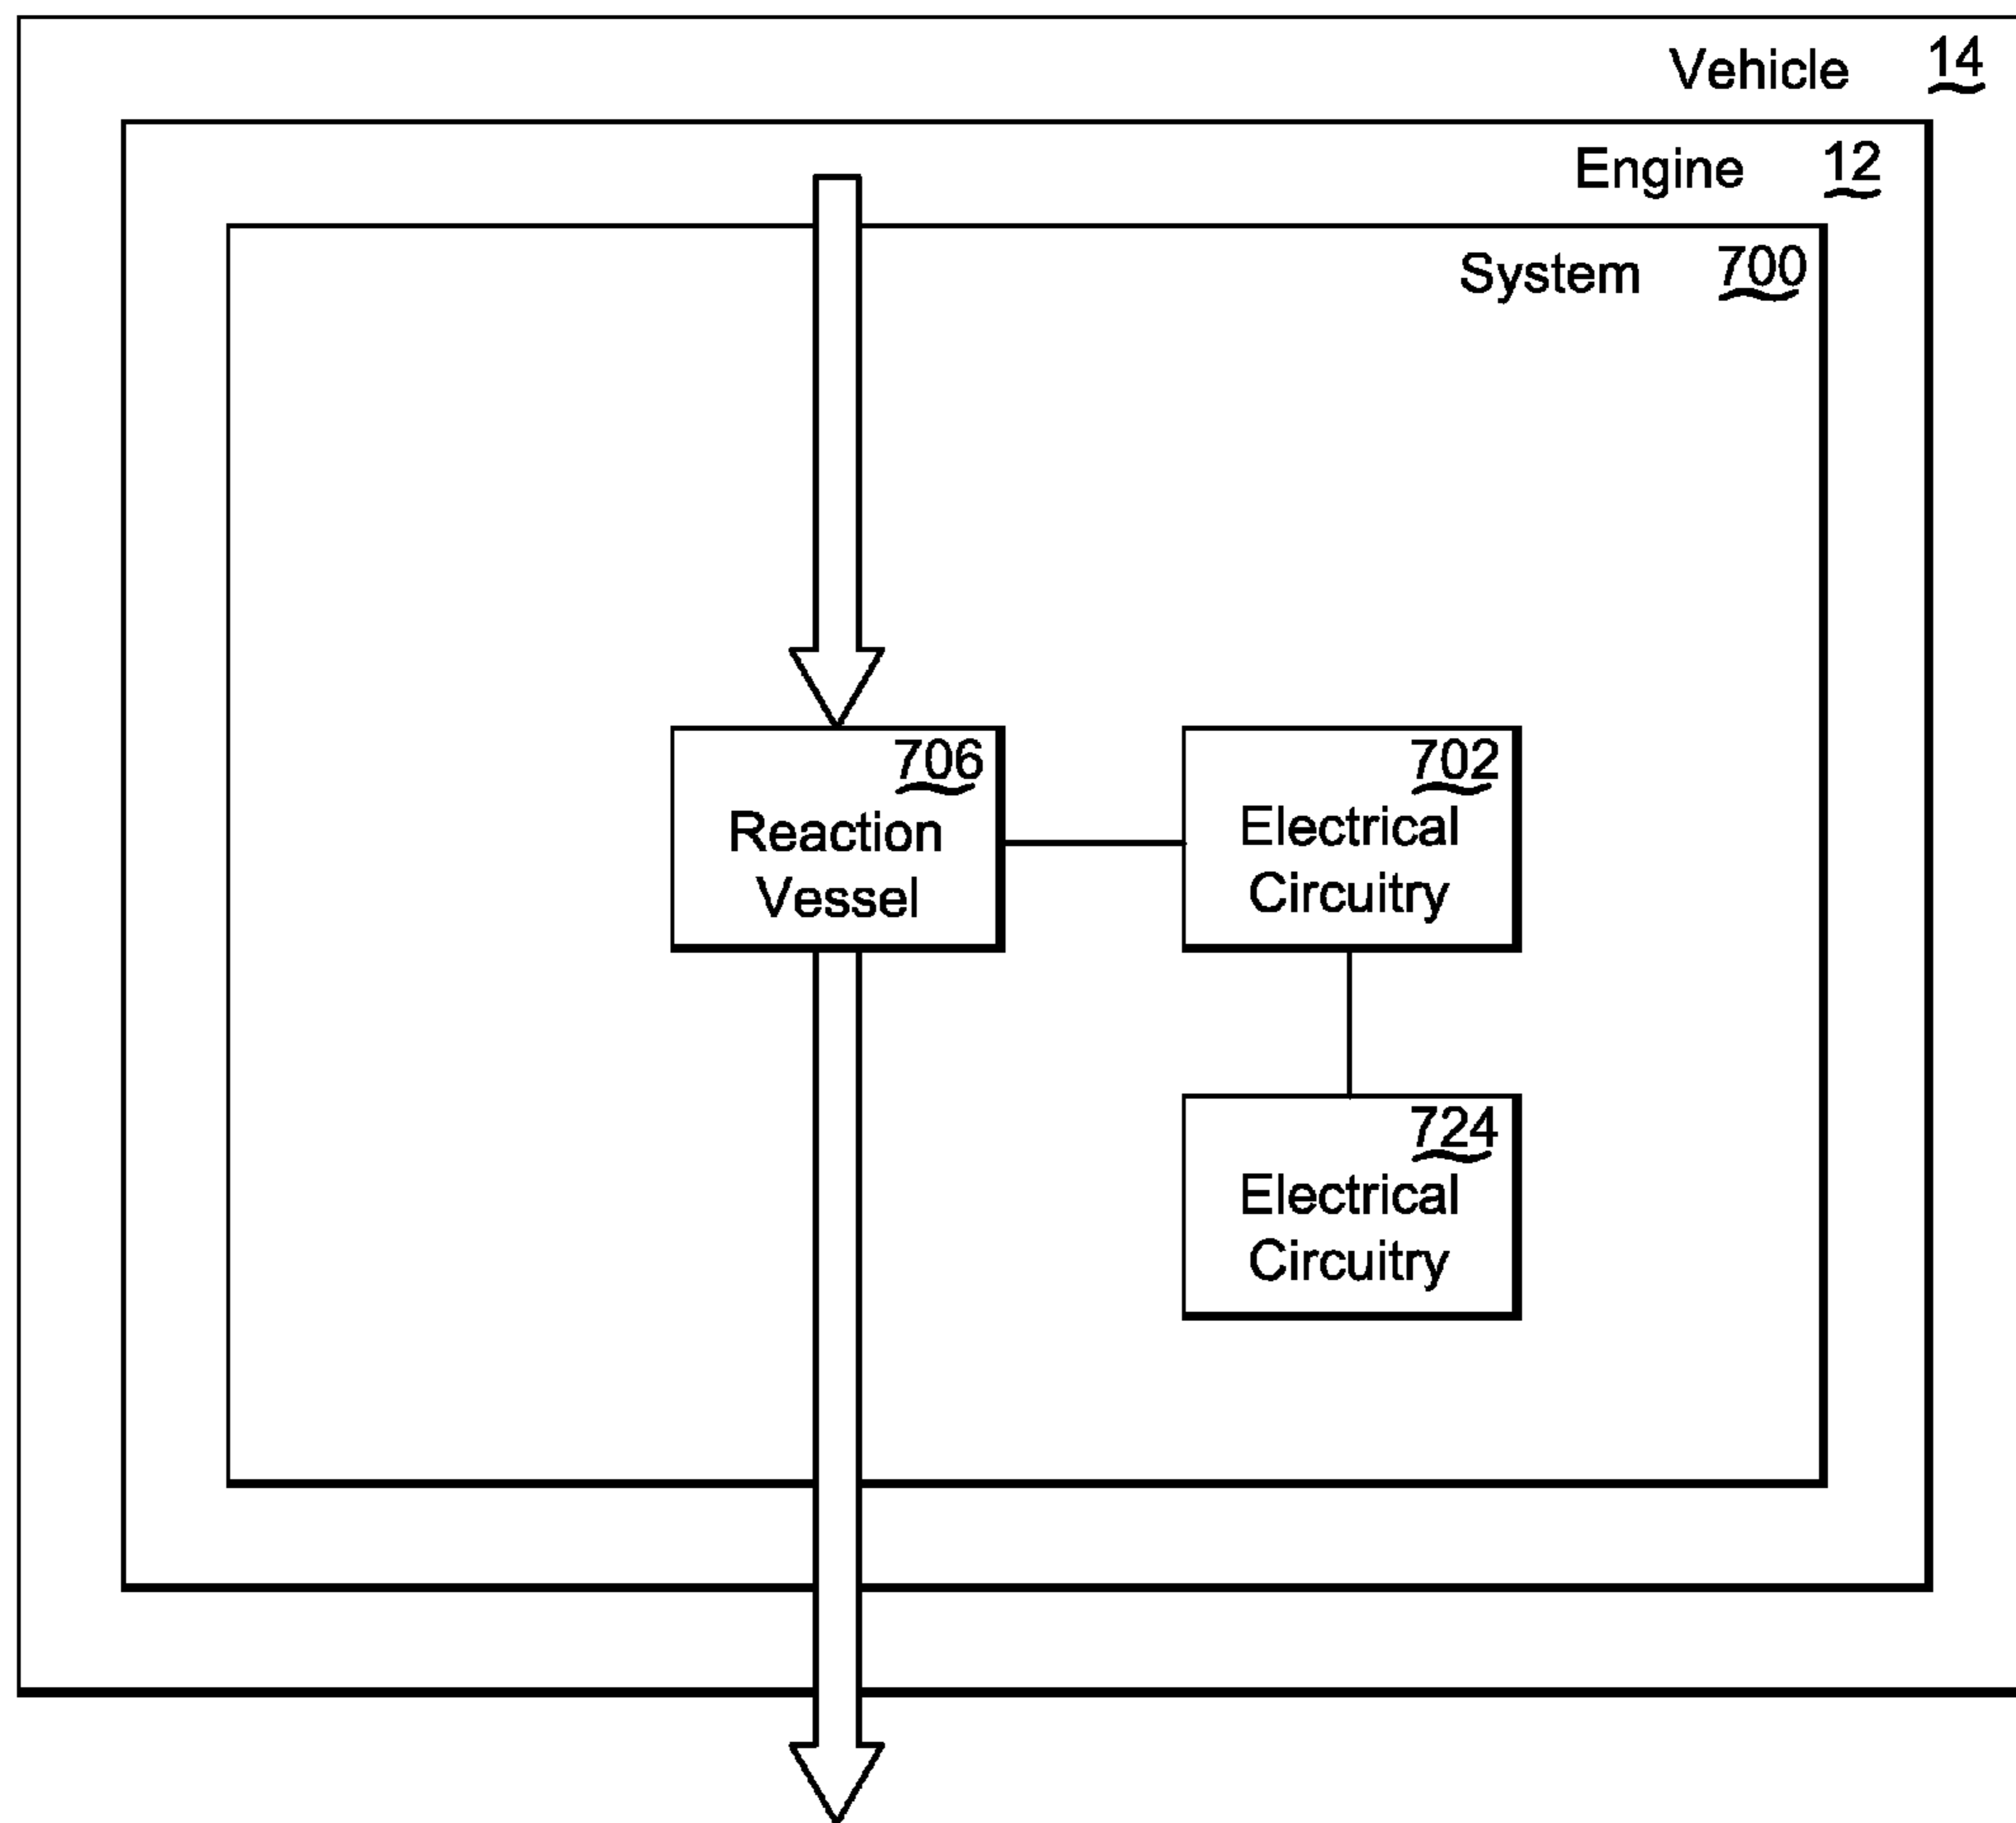 Vehicle 14
Engine 12
System 700
706
Reaction
Vessel
702
Electrical
Circuitry
724
Electrical
Circuitry